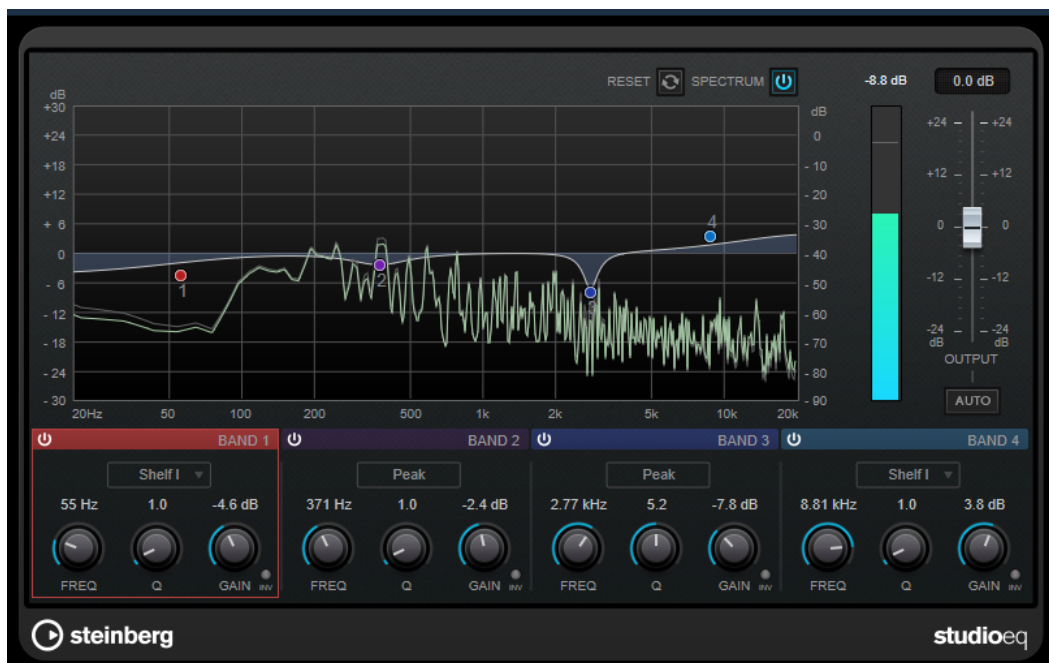 RESET SPECTRUM -8.8 dB 0.0 dB
dB
+30 dB
+24 0
+18 - 10
+12 - 20
+ 6 - 30
0 - 40
- 6 - 50
- 12 - 60
- 18 - 70
- 24 - 80
- 30 - 90
20Hz 50 100 200 500 1k 2k 5k 10k 20k
1
2
3
4
+24 +24
+12 +12
0 0
-12 -12
-24 -24
dB dB
OUTPUT
AUTO
BAND 1 BAND 2 BAND 3 BAND 4
Shelf I Peak Peak Shelf I
55 Hz 1.0 -4.6 dB 371 Hz 1.0 -2.4 dB 2.77 kHz 5.2 -7.8 dB 8.81 kHz 1.0 3.8 dB
FREQ Q GAIN INV FREQ Q GAIN INV FREQ Q GAIN INV FREQ Q GAIN INV
steinberg studioeq